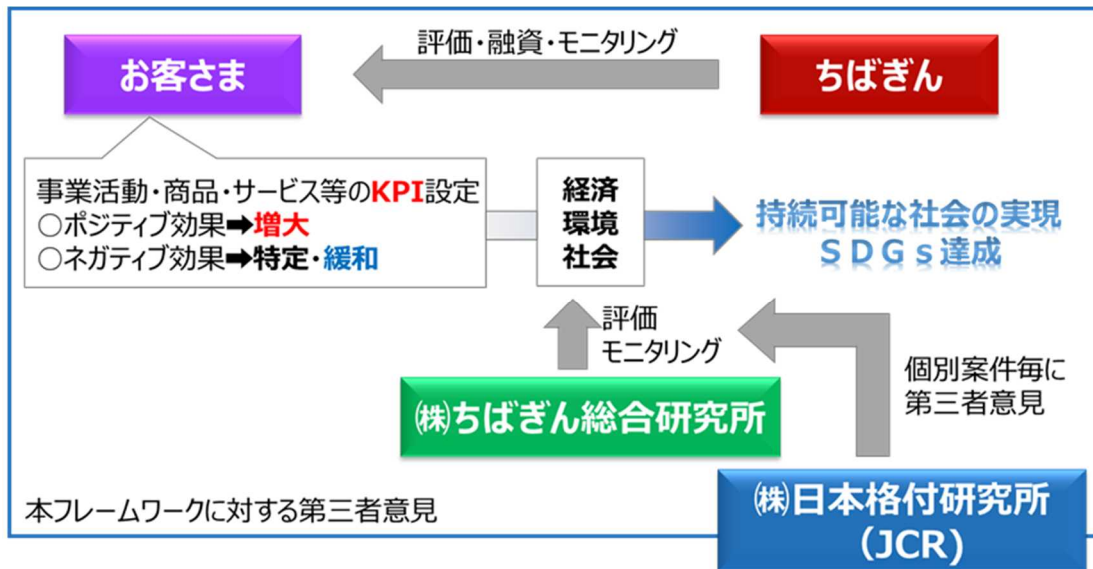 評価・融資・モニタリング
お客さま
ちばぎん
事業活動・商品・サービス等のKPI設定
○ポジティブ効果➡増大
○ネガティブ効果➡特定・緩和
経済
環境
社会
持続可能な社会の実現
SDGs達成
評価
モニタリング
個別案件毎に
第三者意見
㈱ちばぎん総合研究所
本フレームワークに対する第三者意見
㈱日本格付研究所
(JCR)